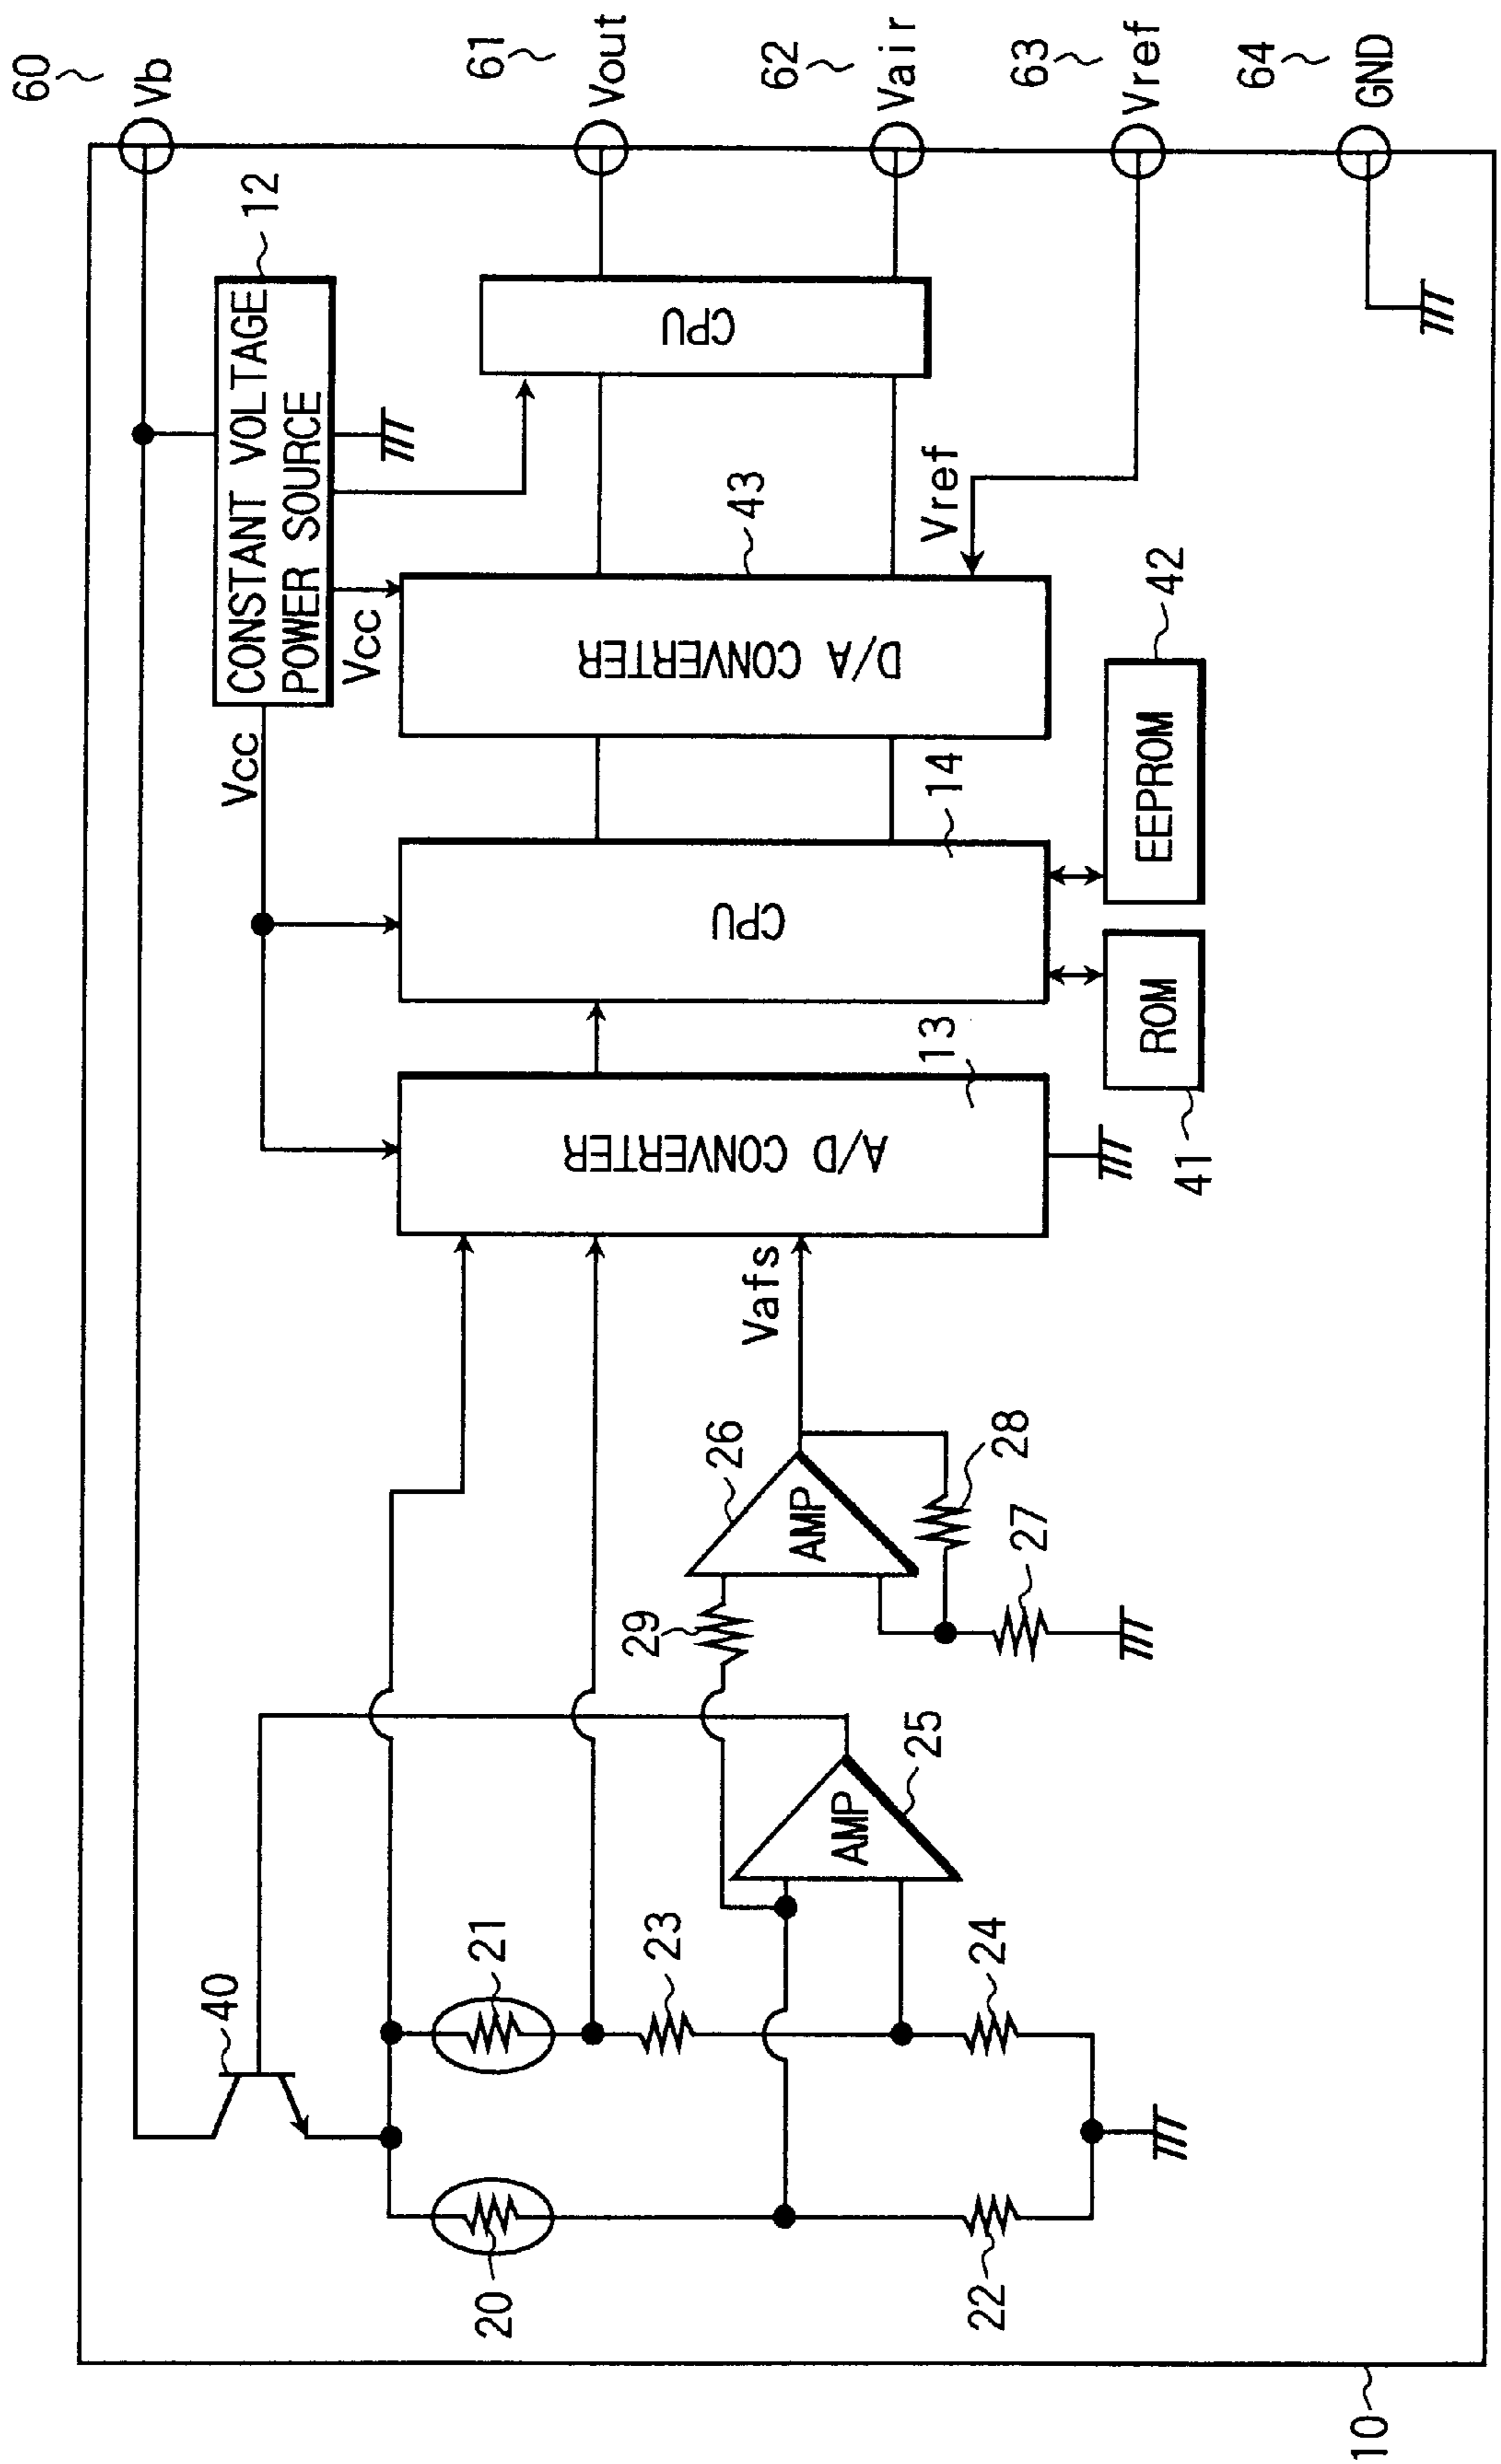 60
Vb
61
Vout
62
Vair
63
Vref
64
GND
12
CONSTANT VOLTAGE
POWER SOURCE
Vcc
Vcc
CPU
43
D/A CONVERTER
Vref
14
CPU
42
EEPROM
41
ROM
13
A/D CONVERTER
Vafs
26
AMP
28
27
29
25
AMP
40
21
23
24
20
22
10